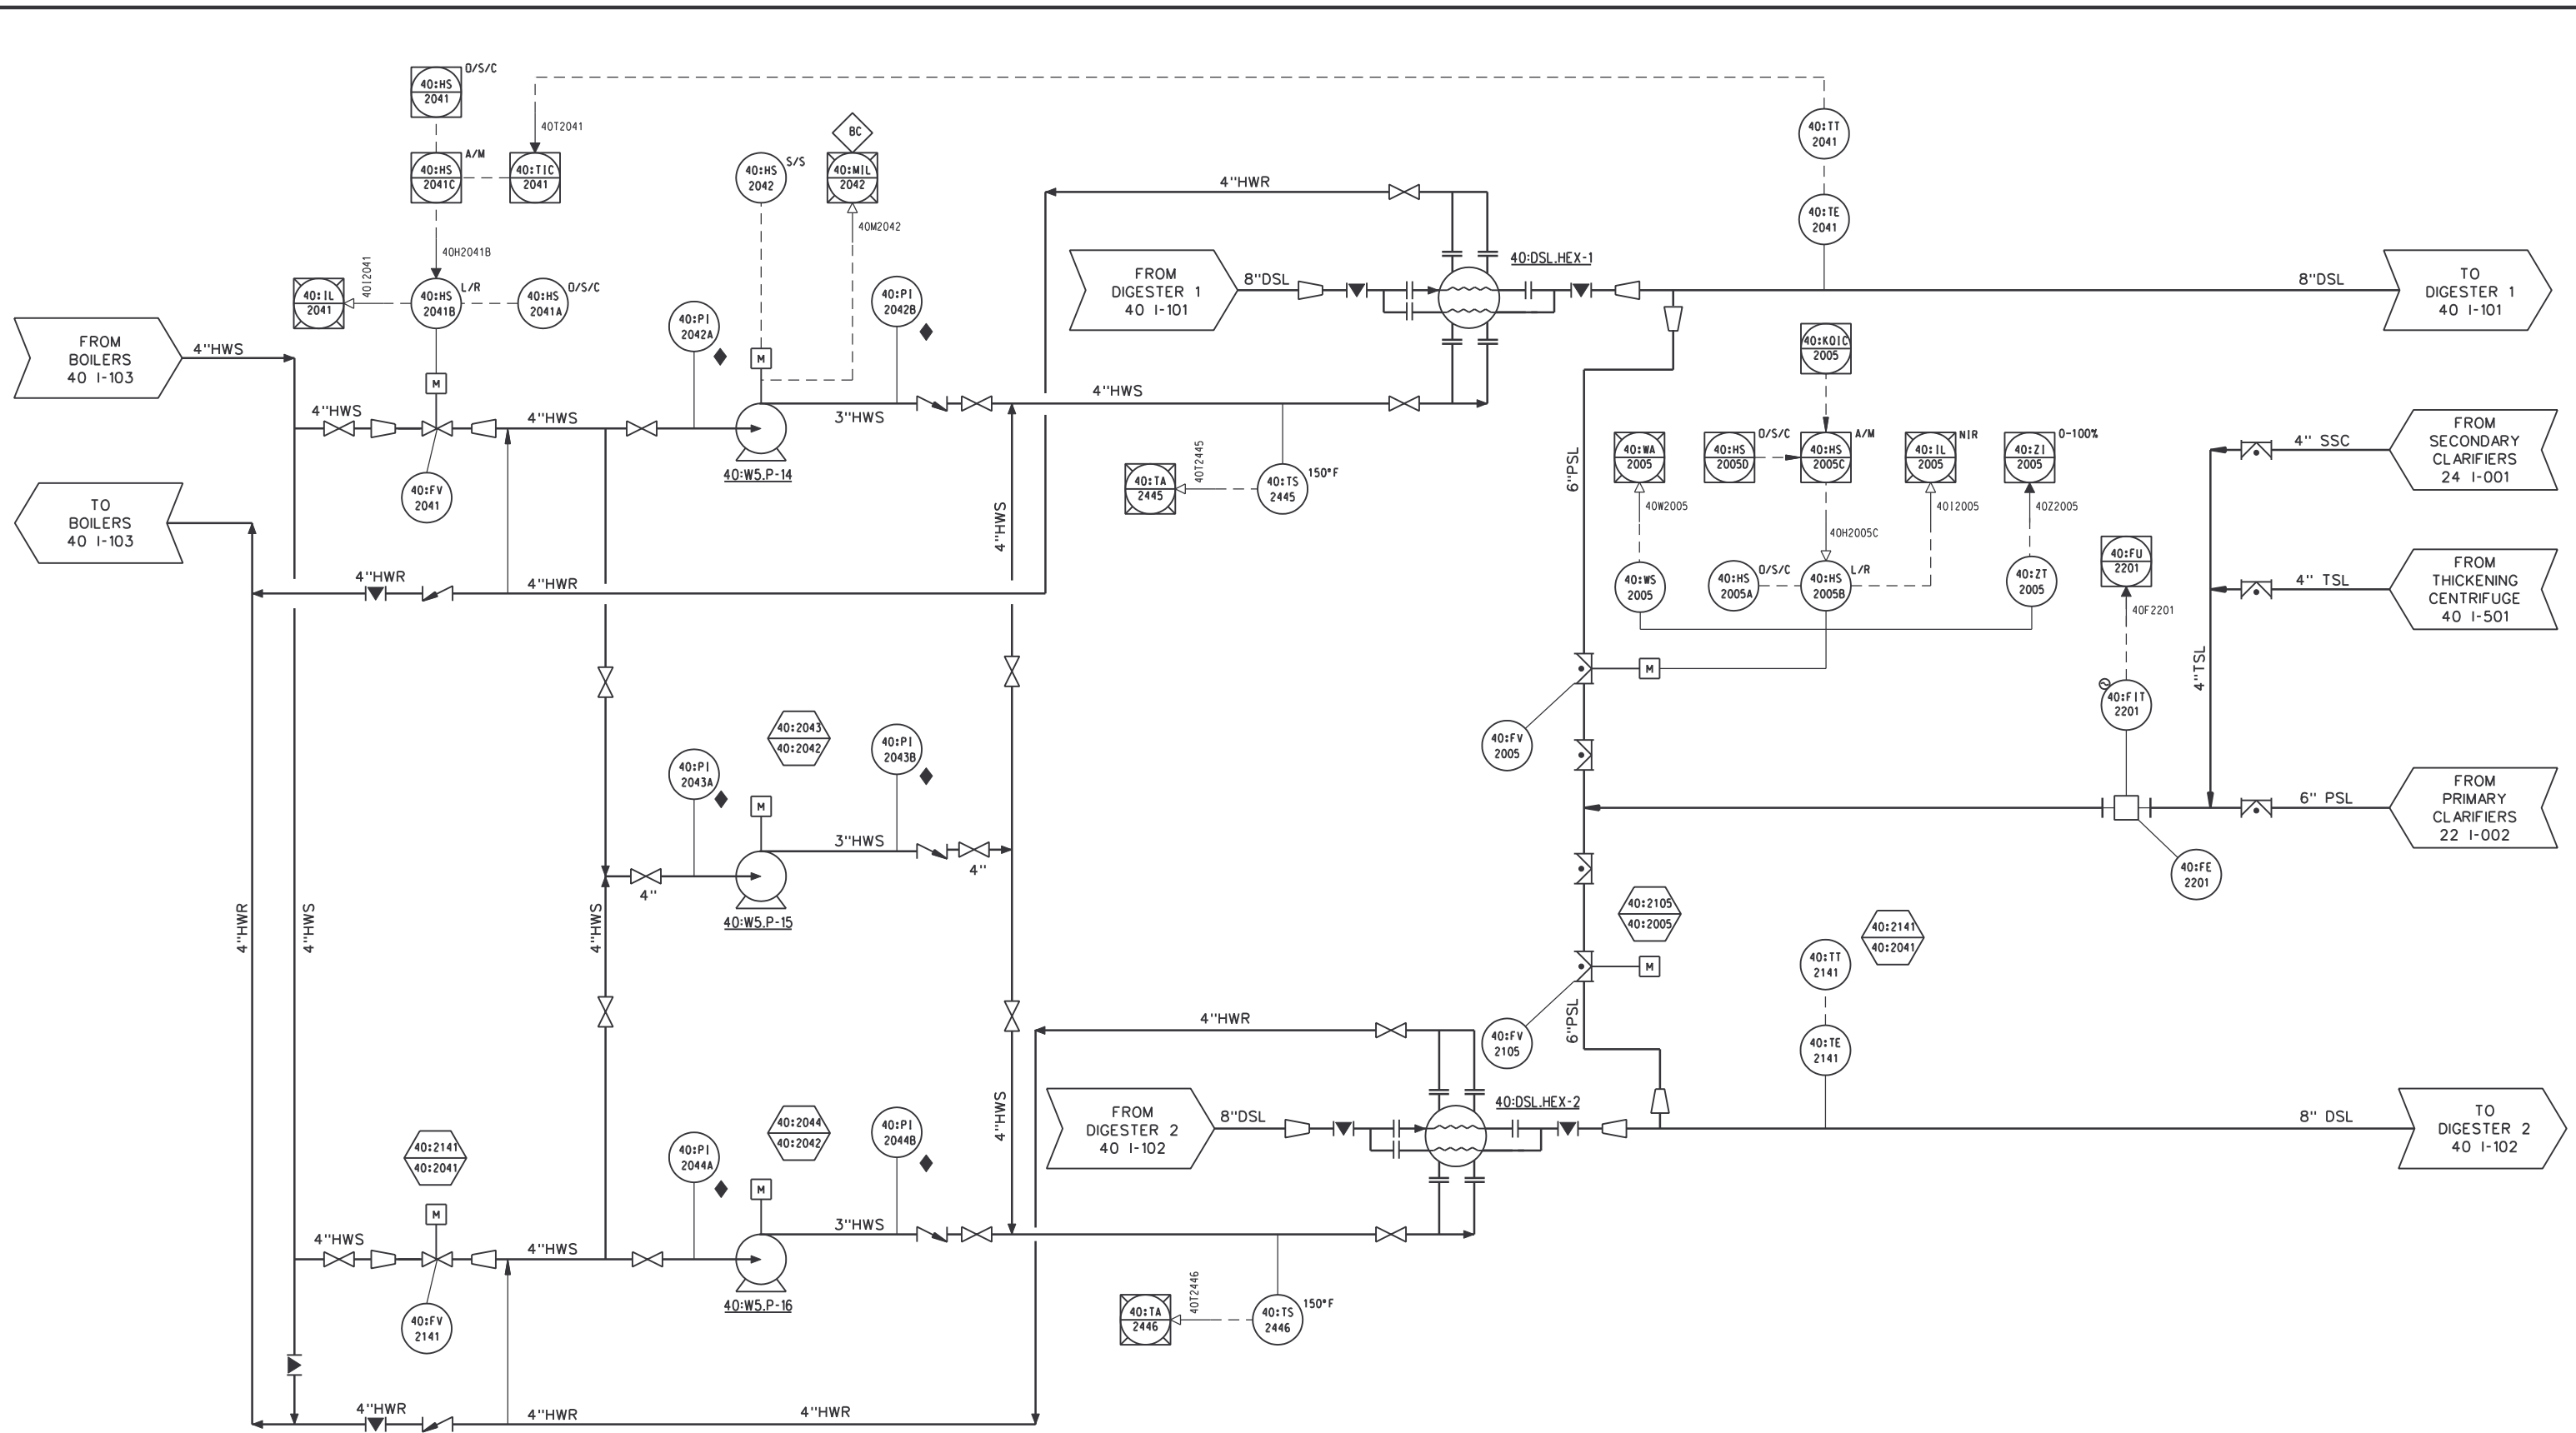 40:HS
2041
O/S/C
40T2041
40:HS
2041C
A/M
40:TIC
2041
40H2041B
40I2041
40:IL
2041
40:HS
2041B
L/R
40:HS
2041A
O/S/C
M
40:FV
2041
FROM
BOILERS
40 I-103
4"HWS
4"HWS
4"HWS
TO
BOILERS
40 I-103
4"HWR
4"HWR
40:HS
2042
S/S
BC
40:MIL
2042
40M2042
40:PI
2042A
M
40:PI
2042B
40:W5.P-14
3"HWS
4"HWS
4"HWS
4"HWR
FROM
DIGESTER 1
40 I-101
8"DSL
40:DSL.HEX-1
40:TA
2445
40T2445
40:TS
2445
150°F
40:TT
2041
40:TE
2041
8"DSL
TO
DIGESTER 1
40 I-101
6"PSL
40:KQIC
2005
40:WA
2005
40:HS
2005D
O/S/C
40:HS
2005C
A/M
40:IL
2005
NIR
40:ZI
2005
0-100%
40W2005
40H2005C
40I2005
40Z2005
40:WS
2005
40:HS
2005A
O/S/C
40:HS
2005B
L/R
40:ZT
2005
M
40:FV
2005
FROM
SECONDARY
CLARIFIERS
24 I-001
4" SSC
FROM
THICKENING
CENTRIFUGE
40 I-501
4" TSL
4"TSL
40:FU
2201
40F2201
40:FIT
2201
40:FE
2201
FROM
PRIMARY
CLARIFIERS
22 I-002
6" PSL
40:2043
40:2042
40:PI
2043A
M
40:PI
2043B
3"HWS
4"
4"
40:W5.P-15
4"HWR
4"HWS
4"HWS
40:2105
40:2005
M
40:FV
2105
6"PSL
40:TT
2141
40:2141
40:2041
40:TE
2141
4"HWR
FROM
DIGESTER 2
40 I-102
8"DSL
40:DSL.HEX-2
8" DSL
TO
DIGESTER 2
40 I-102
4"HWS
40:2141
40:2041
M
4"HWS
4"HWS
40:FV
2141
40:PI
2044A
40:2044
40:2042
M
40:PI
2044B
3"HWS
40:W5.P-16
40:TA
2446
40T2446
40:TS
2446
150°F
4"HWR
4"HWR
4"HWR